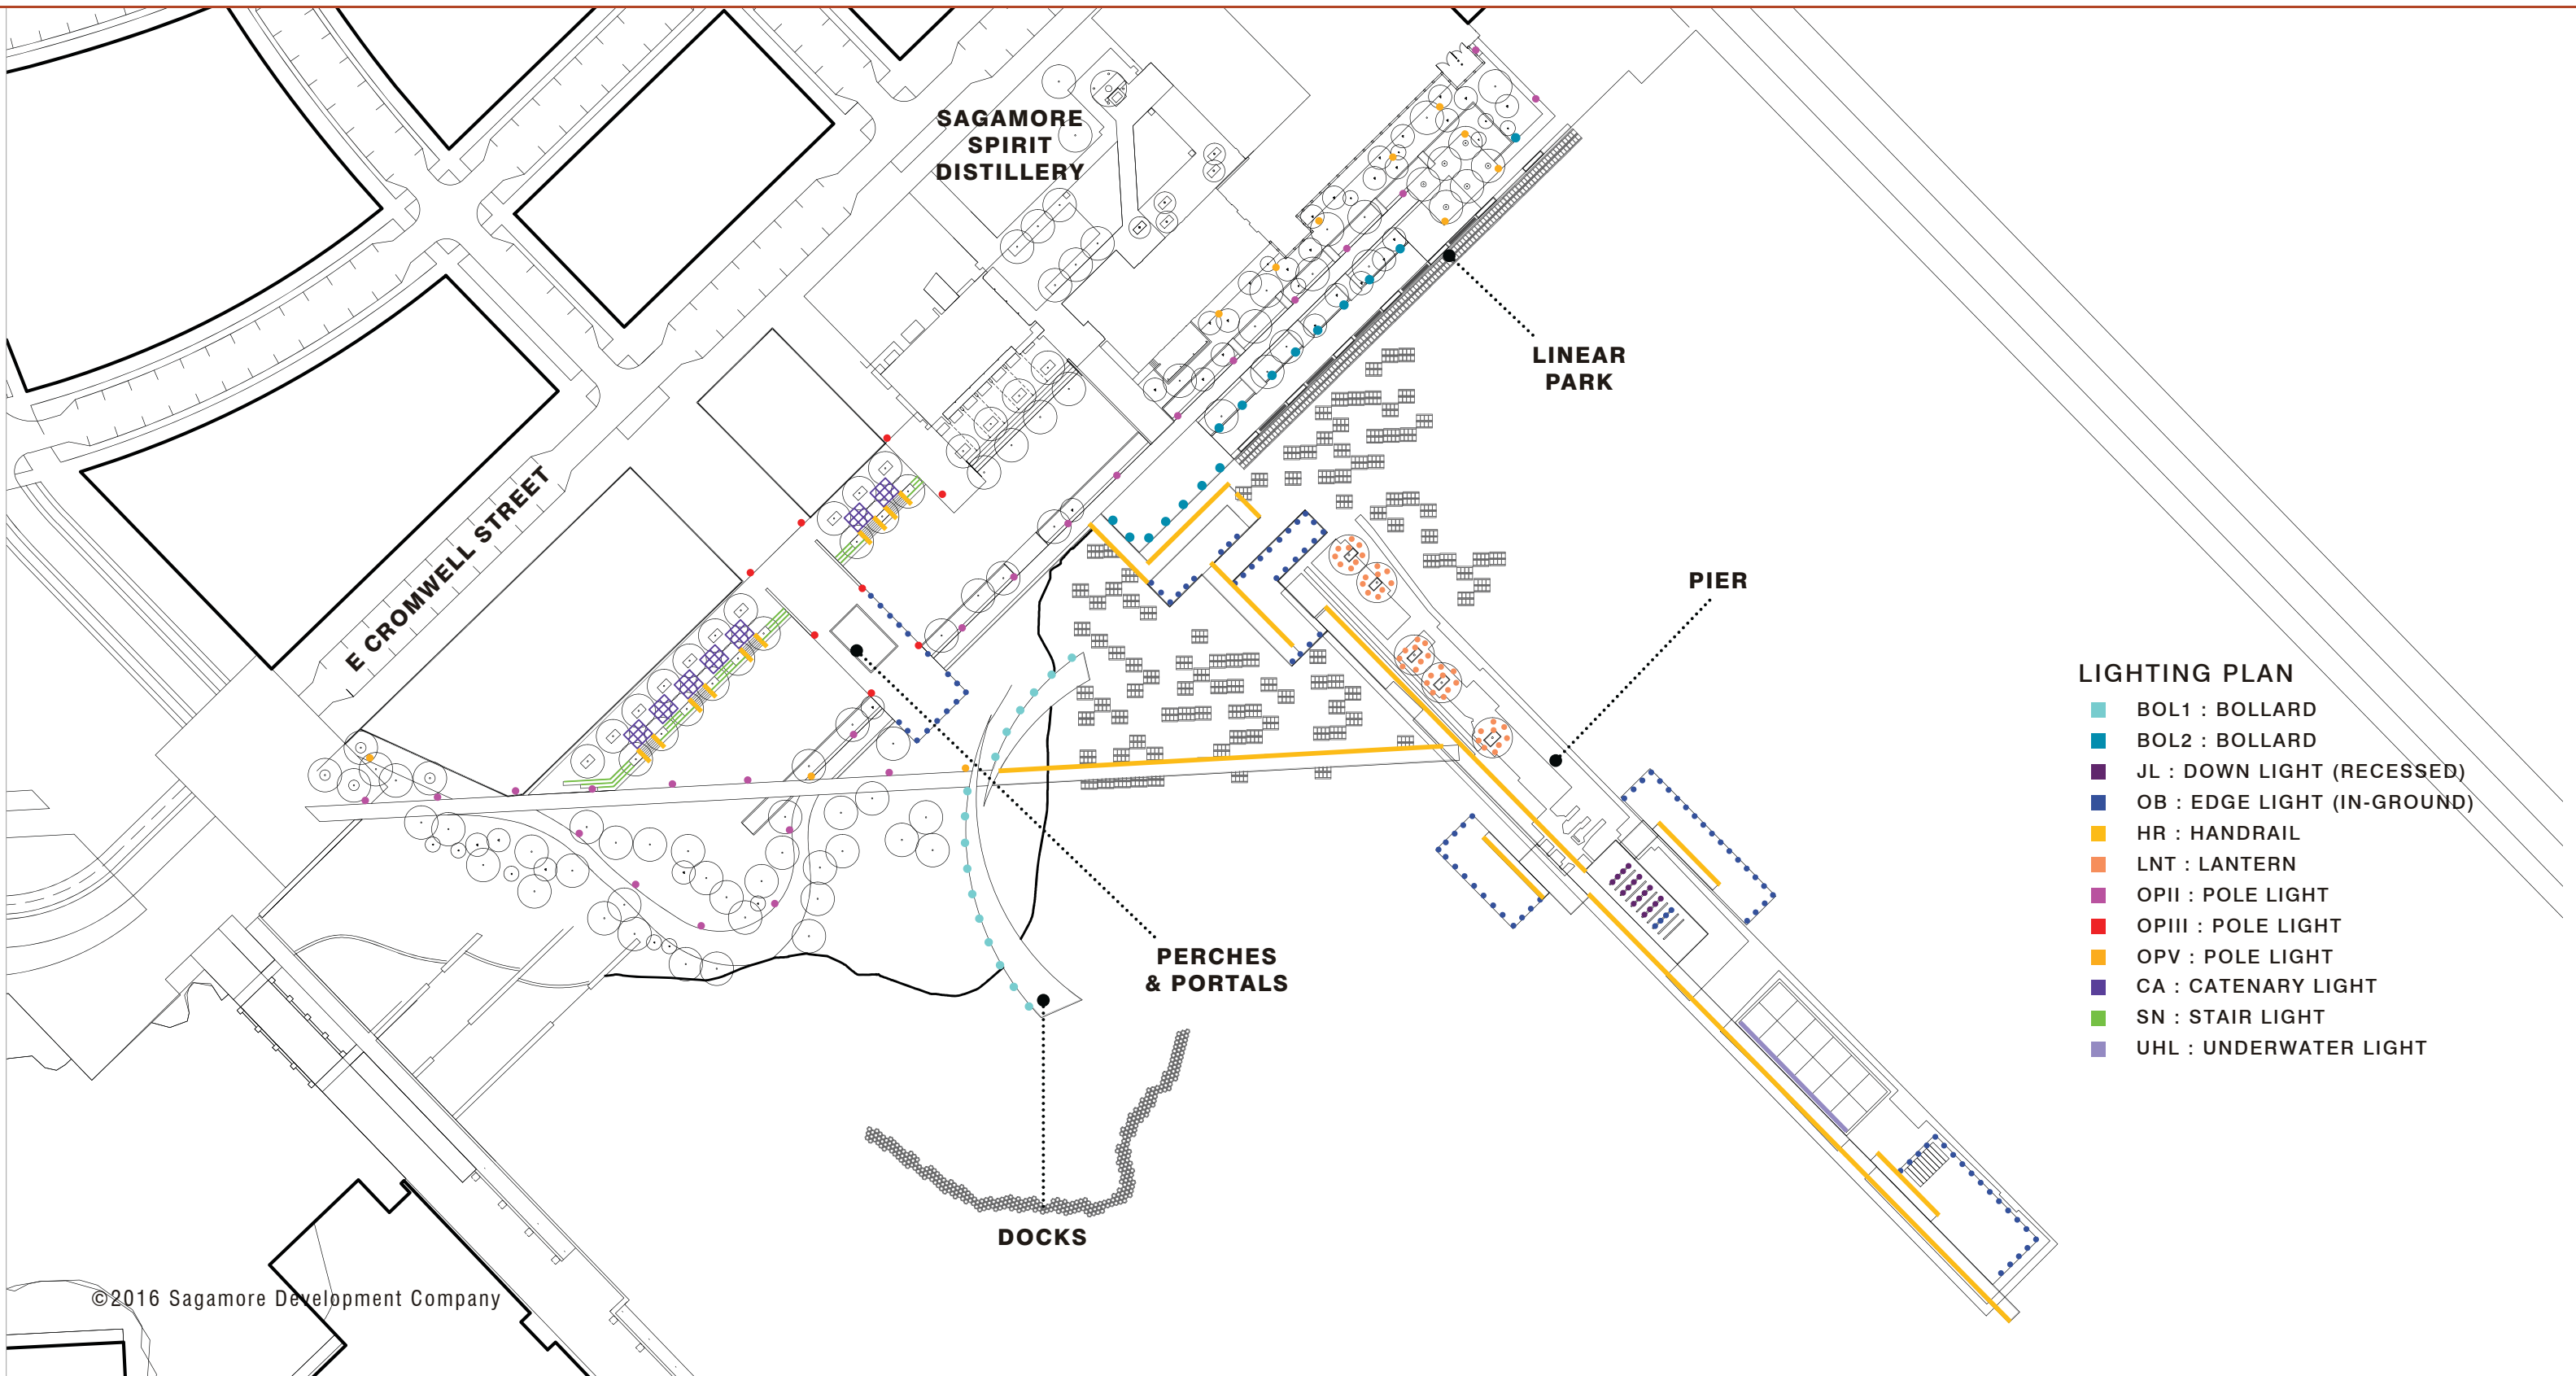 SAGAMORE
SPIRIT
DISTILLERY
LINEAR
PARK
E CROMWELL STREET
PIER
PERCHES
& PORTALS
DOCKS
LIGHTING PLAN
BOL1 : BOLLARD
BOL2 : BOLLARD
JL : DOWN LIGHT (RECESSED)
OB : EDGE LIGHT (IN-GROUND)
HR : HANDRAIL
LNT : LANTERN
OPII : POLE LIGHT
OPIII : POLE LIGHT
OPV : POLE LIGHT
CA : CATENARY LIGHT
SN : STAIR LIGHT
UHL : UNDERWATER LIGHT
©2016 Sagamore Development Company